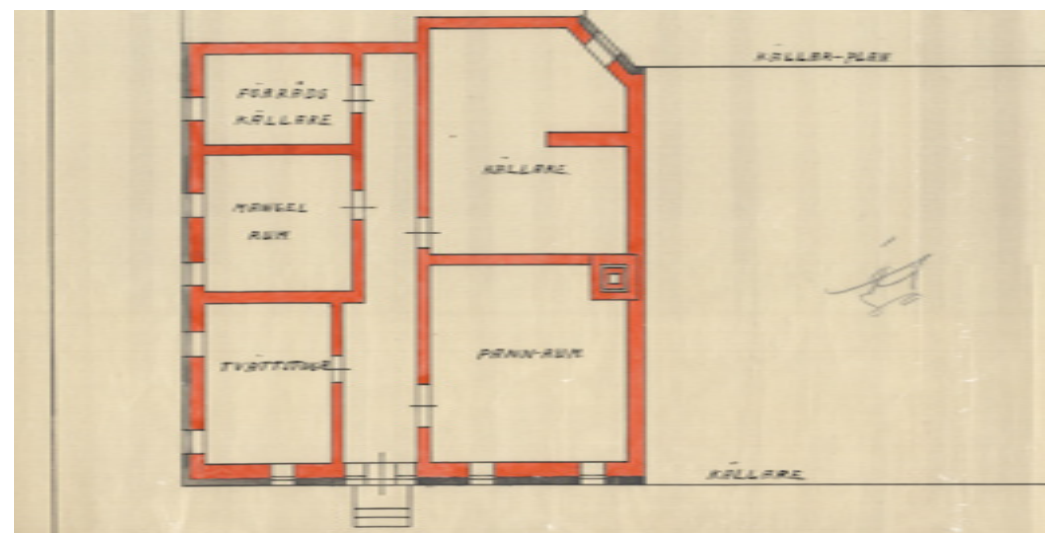 KÄLLAR-PLAN
FÖRRÅDS
KÄLLARE
KÄLLARE
MANGEL
RUM
PANN-RUM
TVÄTTSTUGA
KÄLLARE